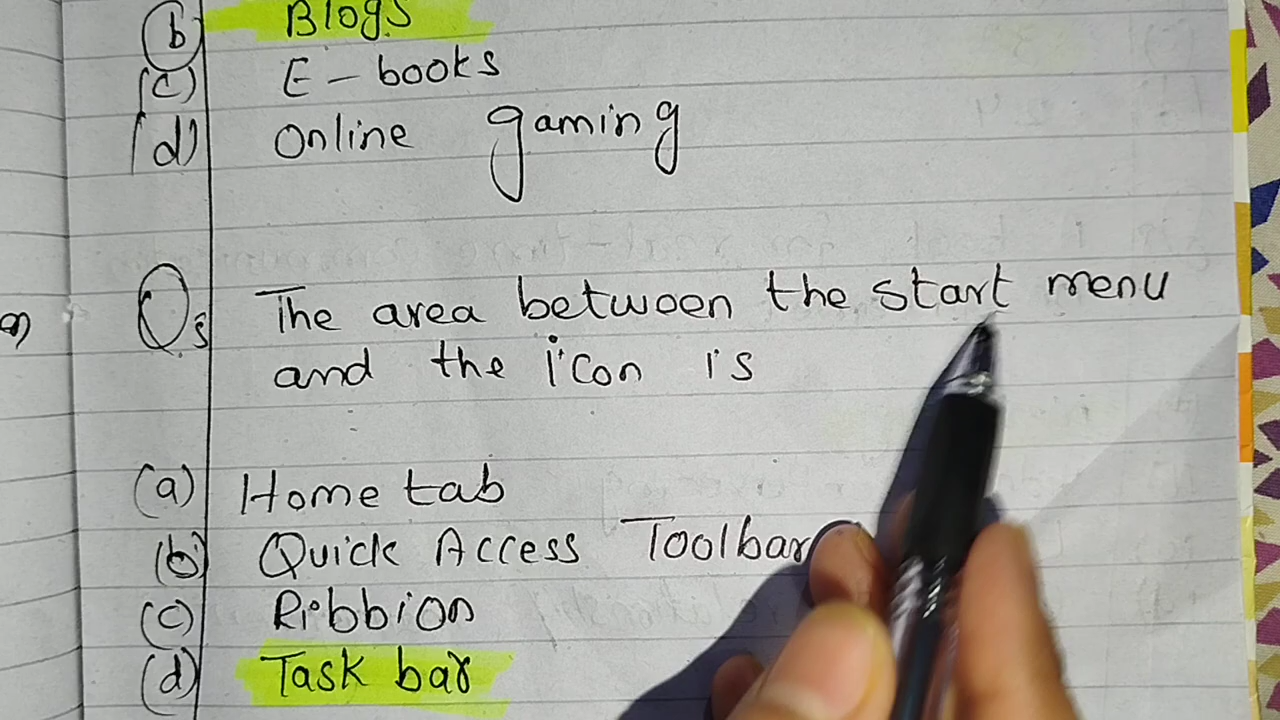 (b) Blogs
(c) E - books
(d) Online gaming
Qs The area between the start menu
and the icon is
(a) Home tab
(b) Quick Access Toolbar
(c) Ribbion
(d) Task bar